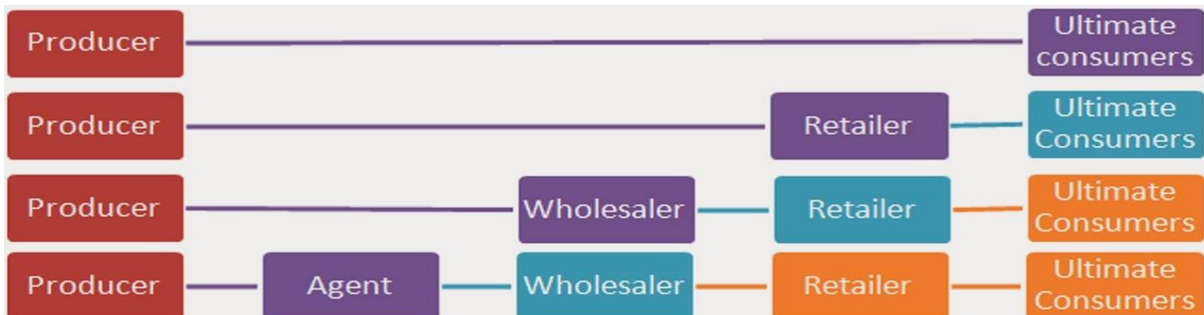 Producer
Ultimate
consumers
Producer
Retailer
Ultimate
Consumers
Producer
Wholesaler
Retailer
Ultimate
Consumers
Producer
Agent
Wholesaler
Retailer
Ultimate
Consumers